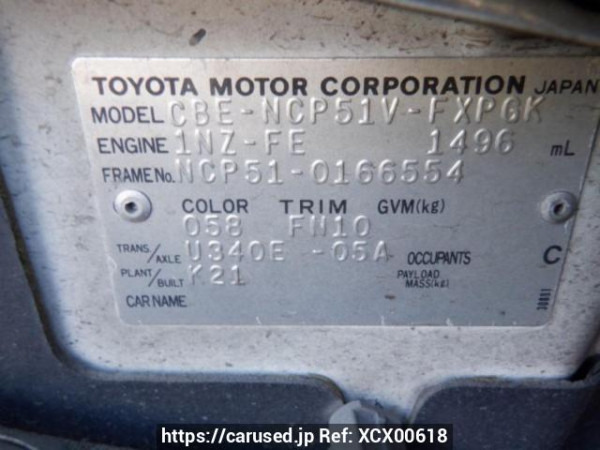 TOYOTA MOTOR CORPORATION JAPAN
MODEL CBE-NCP51V-FXPGK
ENGINE 1NZ-FE 1496 mL
FRAME No. NCP51-0166554
COLOR TRIM GVM(kg)
058 FN10
TRANS/AXLE U340E -05A OCCUPANTS C
PLANT/BUILT K21 PAYLOAD MASS(kg)
CAR NAME
https://carused.jp Ref: XCX00618